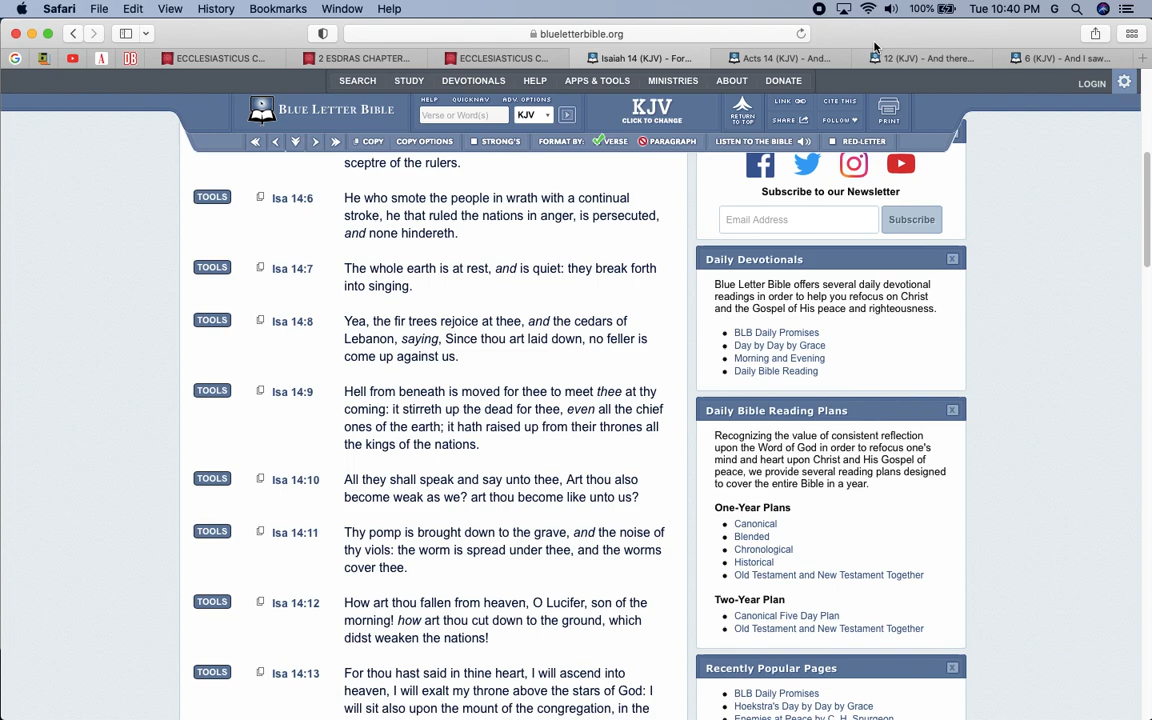 Safari File Edit View History Bookmarks Window Help 100% Tue 10:40 PM G
blueletterbible.org
ECCLESIASTICUS C... 2 ESDRAS CHAPTER... ECCLESIASTICUS C... Isaiah 14 (KJV) - For... Acts 14 (KJV) - And... 12 (KJV) - And there... 6 (KJV) - And I saw...
SEARCH STUDY DEVOTIONALS HELP APPS & TOOLS MINISTRIES ABOUT DONATE LOGIN
BLUE LETTER BIBLE
HELP QUICKNAV ADV. OPTIONS
Verse or Word(s) KJV
KJV
CLICK TO CHANGE
RETURN
TO TOP
LINK CITE THIS
SHARE FOLLOW PRINT
COPY COPY OPTIONS STRONG'S FORMAT BY: VERSE PARAGRAPH LISTEN TO THE BIBLE RED-LETTER
sceptre of the rulers.
TOOLS Isa 14:6 He who smote the people in wrath with a continual
stroke, he that ruled the nations in anger, is persecuted,
and none hindereth.
TOOLS Isa 14:7 The whole earth is at rest, and is quiet: they break forth
into singing.
TOOLS Isa 14:8 Yea, the fir trees rejoice at thee, and the cedars of
Lebanon, saying, Since thou art laid down, no feller is
come up against us.
TOOLS Isa 14:9 Hell from beneath is moved for thee to meet thee at thy
coming: it stirreth up the dead for thee, even all the chief
ones of the earth; it hath raised up from their thrones all
the kings of the nations.
TOOLS Isa 14:10 All they shall speak and say unto thee, Art thou also
become weak as we? art thou become like unto us?
TOOLS Isa 14:11 Thy pomp is brought down to the grave, and the noise of
thy viols: the worm is spread under thee, and the worms
cover thee.
TOOLS Isa 14:12 How art thou fallen from heaven, O Lucifer, son of the
morning! how art thou cut down to the ground, which
didst weaken the nations!
TOOLS Isa 14:13 For thou hast said in thine heart, I will ascend into
heaven, I will exalt my throne above the stars of God: I
will sit also upon the mount of the congregation, in the
Subscribe to our Newsletter
Email Address Subscribe
Daily Devotionals
Blue Letter Bible offers several daily devotional
readings in order to help you refocus on Christ
and the Gospel of His peace and righteousness.
BLB Daily Promises
Day by Day by Grace
Morning and Evening
Daily Bible Reading
Daily Bible Reading Plans
Recognizing the value of consistent reflection
upon the Word of God in order to refocus one's
mind and heart upon Christ and His Gospel of
peace, we provide several reading plans designed
to cover the entire Bible in a year.
One-Year Plans
Canonical
Blended
Chronological
Historical
Old Testament and New Testament Together
Two-Year Plan
Canonical Five Day Plan
Old Testament and New Testament Together
Recently Popular Pages
BLB Daily Promises
Hoekstra's Day by Day by Grace
Enemies at Peace by C. H. Spurgeon